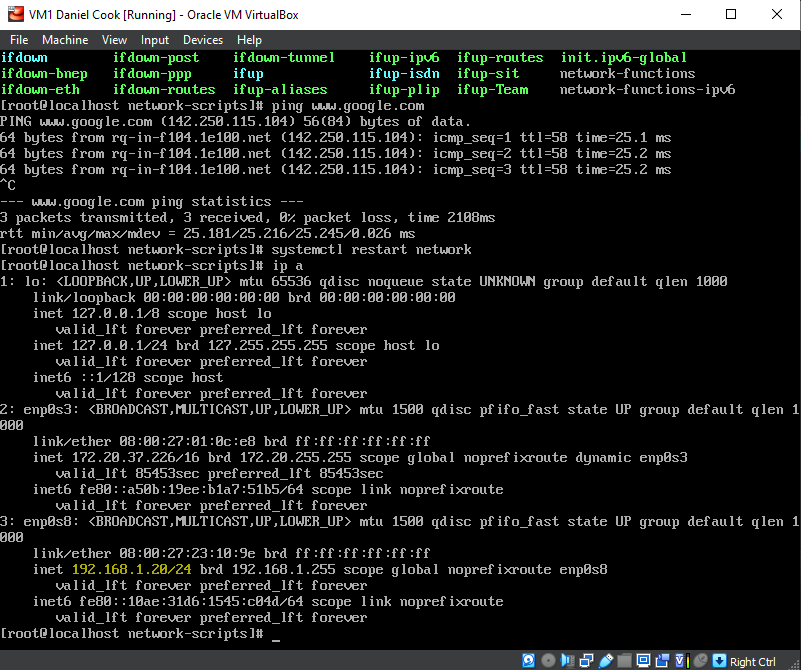 VM1 Daniel Cook [Running] - Oracle VM VirtualBox
File Machine View Input Devices Help
ifdown ifdown-post ifdown-tunnel ifup-ipv6 ifup-routes init.ipv6-global
ifdown-bnep ifdown-ppp ifup ifup-isdn ifup-sit network-functions
ifdown-eth ifdown-routes ifup-aliases ifup-plip ifup-Team network-functions-ipv6
[root@localhost network-scripts]# ping www.google.com
PING www.google.com (142.250.115.104) 56(84) bytes of data.
64 bytes from rq-in-f104.1e100.net (142.250.115.104): icmp_seq=1 ttl=58 time=25.1 ms
64 bytes from rq-in-f104.1e100.net (142.250.115.104): icmp_seq=2 ttl=58 time=25.2 ms
64 bytes from rq-in-f104.1e100.net (142.250.115.104): icmp_seq=3 ttl=58 time=25.2 ms
^C
--- www.google.com ping statistics ---
3 packets transmitted, 3 received, 0% packet loss, time 2108ms
rtt min/avg/max/mdev = 25.181/25.216/25.245/0.026 ms
[root@localhost network-scripts]# systemctl restart network
[root@localhost network-scripts]# ip a
1: lo: <LOOPBACK,UP,LOWER_UP> mtu 65536 qdisc noqueue state UNKNOWN group default qlen 1000
link/loopback 00:00:00:00:00:00 brd 00:00:00:00:00:00
inet 127.0.0.1/8 scope host lo
valid_lft forever preferred_lft forever
inet 127.0.0.1/24 brd 127.255.255.255 scope host lo
valid_lft forever preferred_lft forever
inet6 ::1/128 scope host
valid_lft forever preferred_lft forever
2: enp0s3: <BROADCAST,MULTICAST,UP,LOWER_UP> mtu 1500 qdisc pfifo_fast state UP group default qlen 1
000
link/ether 08:00:27:01:0c:e8 brd ff:ff:ff:ff:ff:ff
inet 172.20.37.226/16 brd 172.20.255.255 scope global noprefixroute dynamic enp0s3
valid_lft 85453sec preferred_lft 85453sec
inet6 fe80::a50b:19ee:b1a7:51b5/64 scope link noprefixroute
valid_lft forever preferred_lft forever
3: enp0s8: <BROADCAST,MULTICAST,UP,LOWER_UP> mtu 1500 qdisc pfifo_fast state UP group default qlen 1
000
link/ether 08:00:27:23:10:9e brd ff:ff:ff:ff:ff:ff
inet 192.168.1.20/24 brd 192.168.1.255 scope global noprefixroute enp0s8
valid_lft forever preferred_lft forever
inet6 fe80::10ae:31d6:1545:c04d/64 scope link noprefixroute
valid_lft forever preferred_lft forever
[root@localhost network-scripts]# _
Right Ctrl